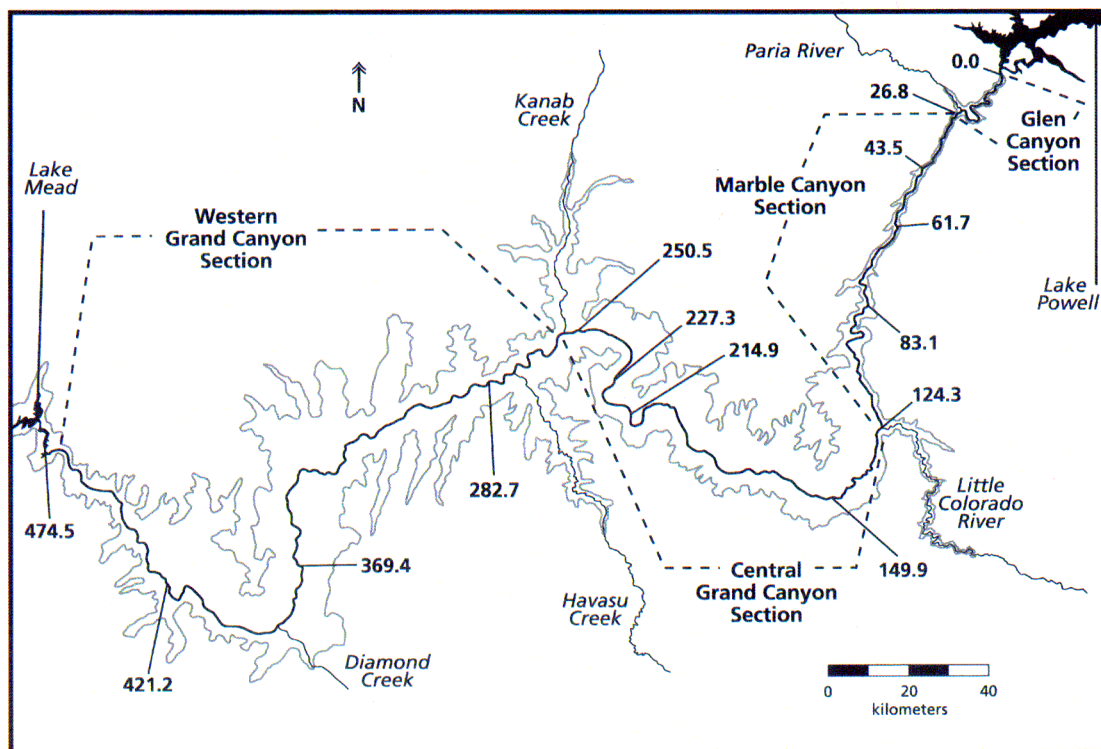 Paria River
0.0
26.8
N
Kanab
Creek
Glen
Canyon
Section
43.5
Lake
Mead
Marble Canyon
Section
Western
Grand Canyon
Section
61.7
250.5
Lake
Powell
227.3
83.1
214.9
124.3
282.7
Little
Colorado
River
474.5
369.4
149.9
Central
Grand Canyon
Section
Havasu
Creek
Diamond
Creek
421.2
0 20 40
kilometers